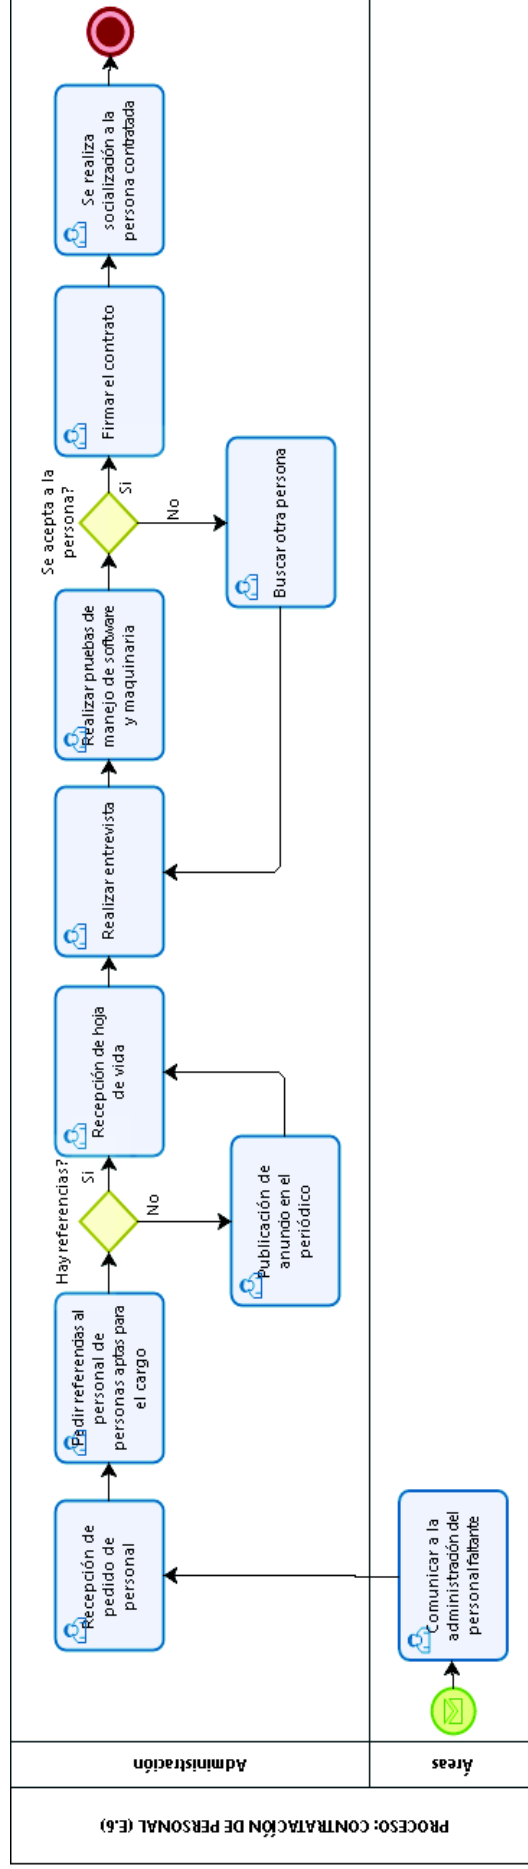 PROCESO: CONTRATACIÓN DE PERSONAL (E.6)
Administración
Áreas
Comunicar a la
administración del
personal faltante
Recepción de
pedido de
personal
Pedir referencias al
personal de
personas aptas para
el cargo
Hay referencias?
Si
No
Publicación de
anuncio en el
periódico
Recepción de hoja
de vida
Realizar entrevista
Realizar pruebas de
manejo de software
y maquinaria
Se acepta a la
persona?
Si
No
Buscar otra persona
Firmar el contrato
Se realiza
socialización a la
persona contratada